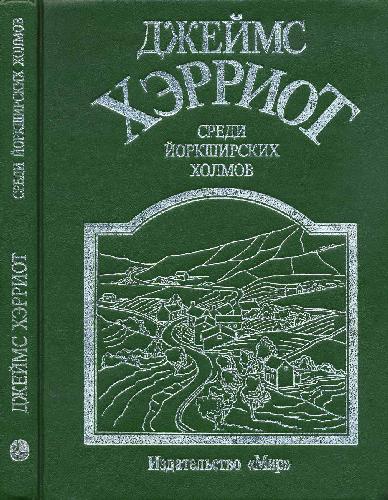 СРЕДИ ЙОРКШИРСКИХ ХОЛМОВ
ДЖЕЙМС ХЭРРИОТ
ДЖЕЙМС
ХЭРРИОТ
СРЕДИ
ЙОРКШИРСКИХ
ХОЛМОВ
Издательство «Мир»